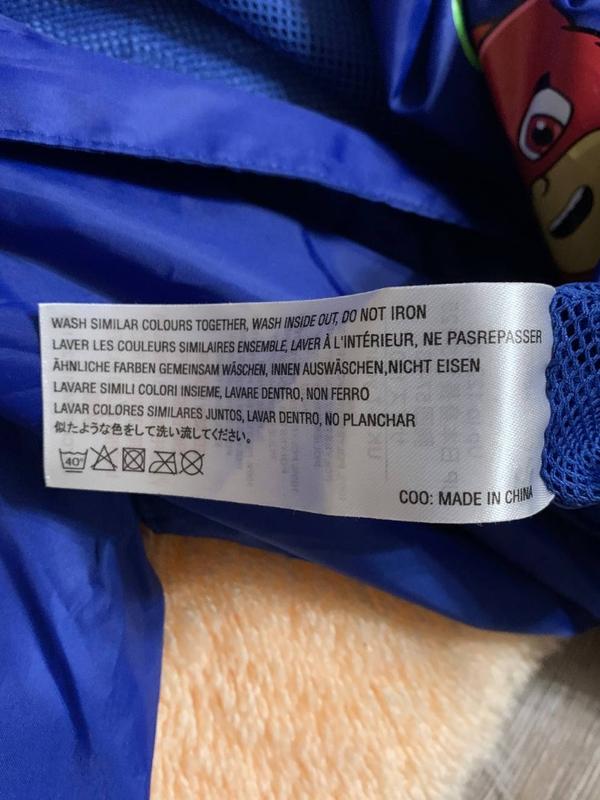 WASH SIMILAR COLOURS TOGETHER, WASH INSIDE OUT, DO NOT IRON
LAVER LES COULEURS SIMILAIRES ENSEMBLE, LAVER À L'INTÉRIEUR, NE PASREPASSER
ÄHNLICHE FARBEN GEMEINSAM WÄSCHEN, INNEN AUSWÄSCHEN,NICHT EISEN
LAVARE SIMILI COLORI INSIEME, LAVARE DENTRO, NON FERRO
LAVAR COLORES SIMILARES JUNTOS, LAVAR DENTRO, NO PLANCHAR
似たような色をして洗い流してください。
40°
COO: MADE IN CHINA